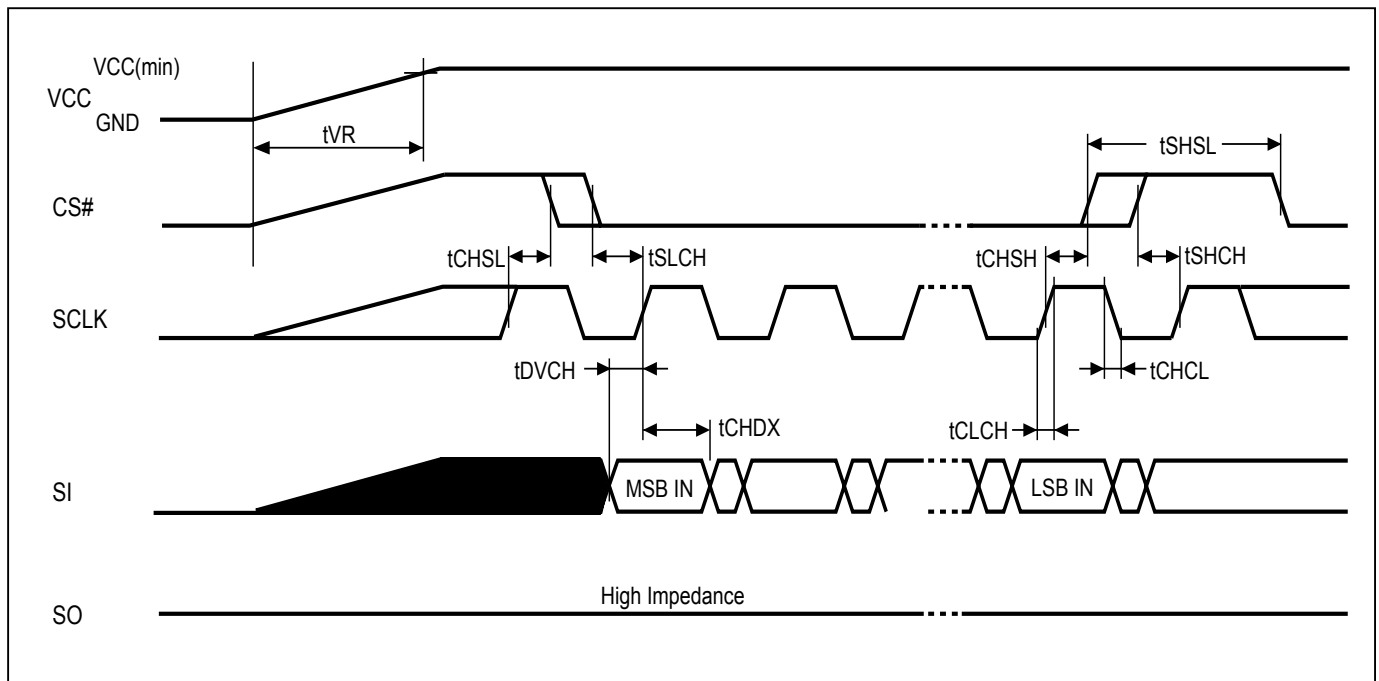 VCC(min)
VCC
GND
tVR
tSHSL
CS#
tCHSL
tSLCH
tCHSH
tSHCH
SCLK
tDVCH
tCHCL
tCHDX
tCLCH
SI
MSB IN
LSB IN
High Impedance
SO